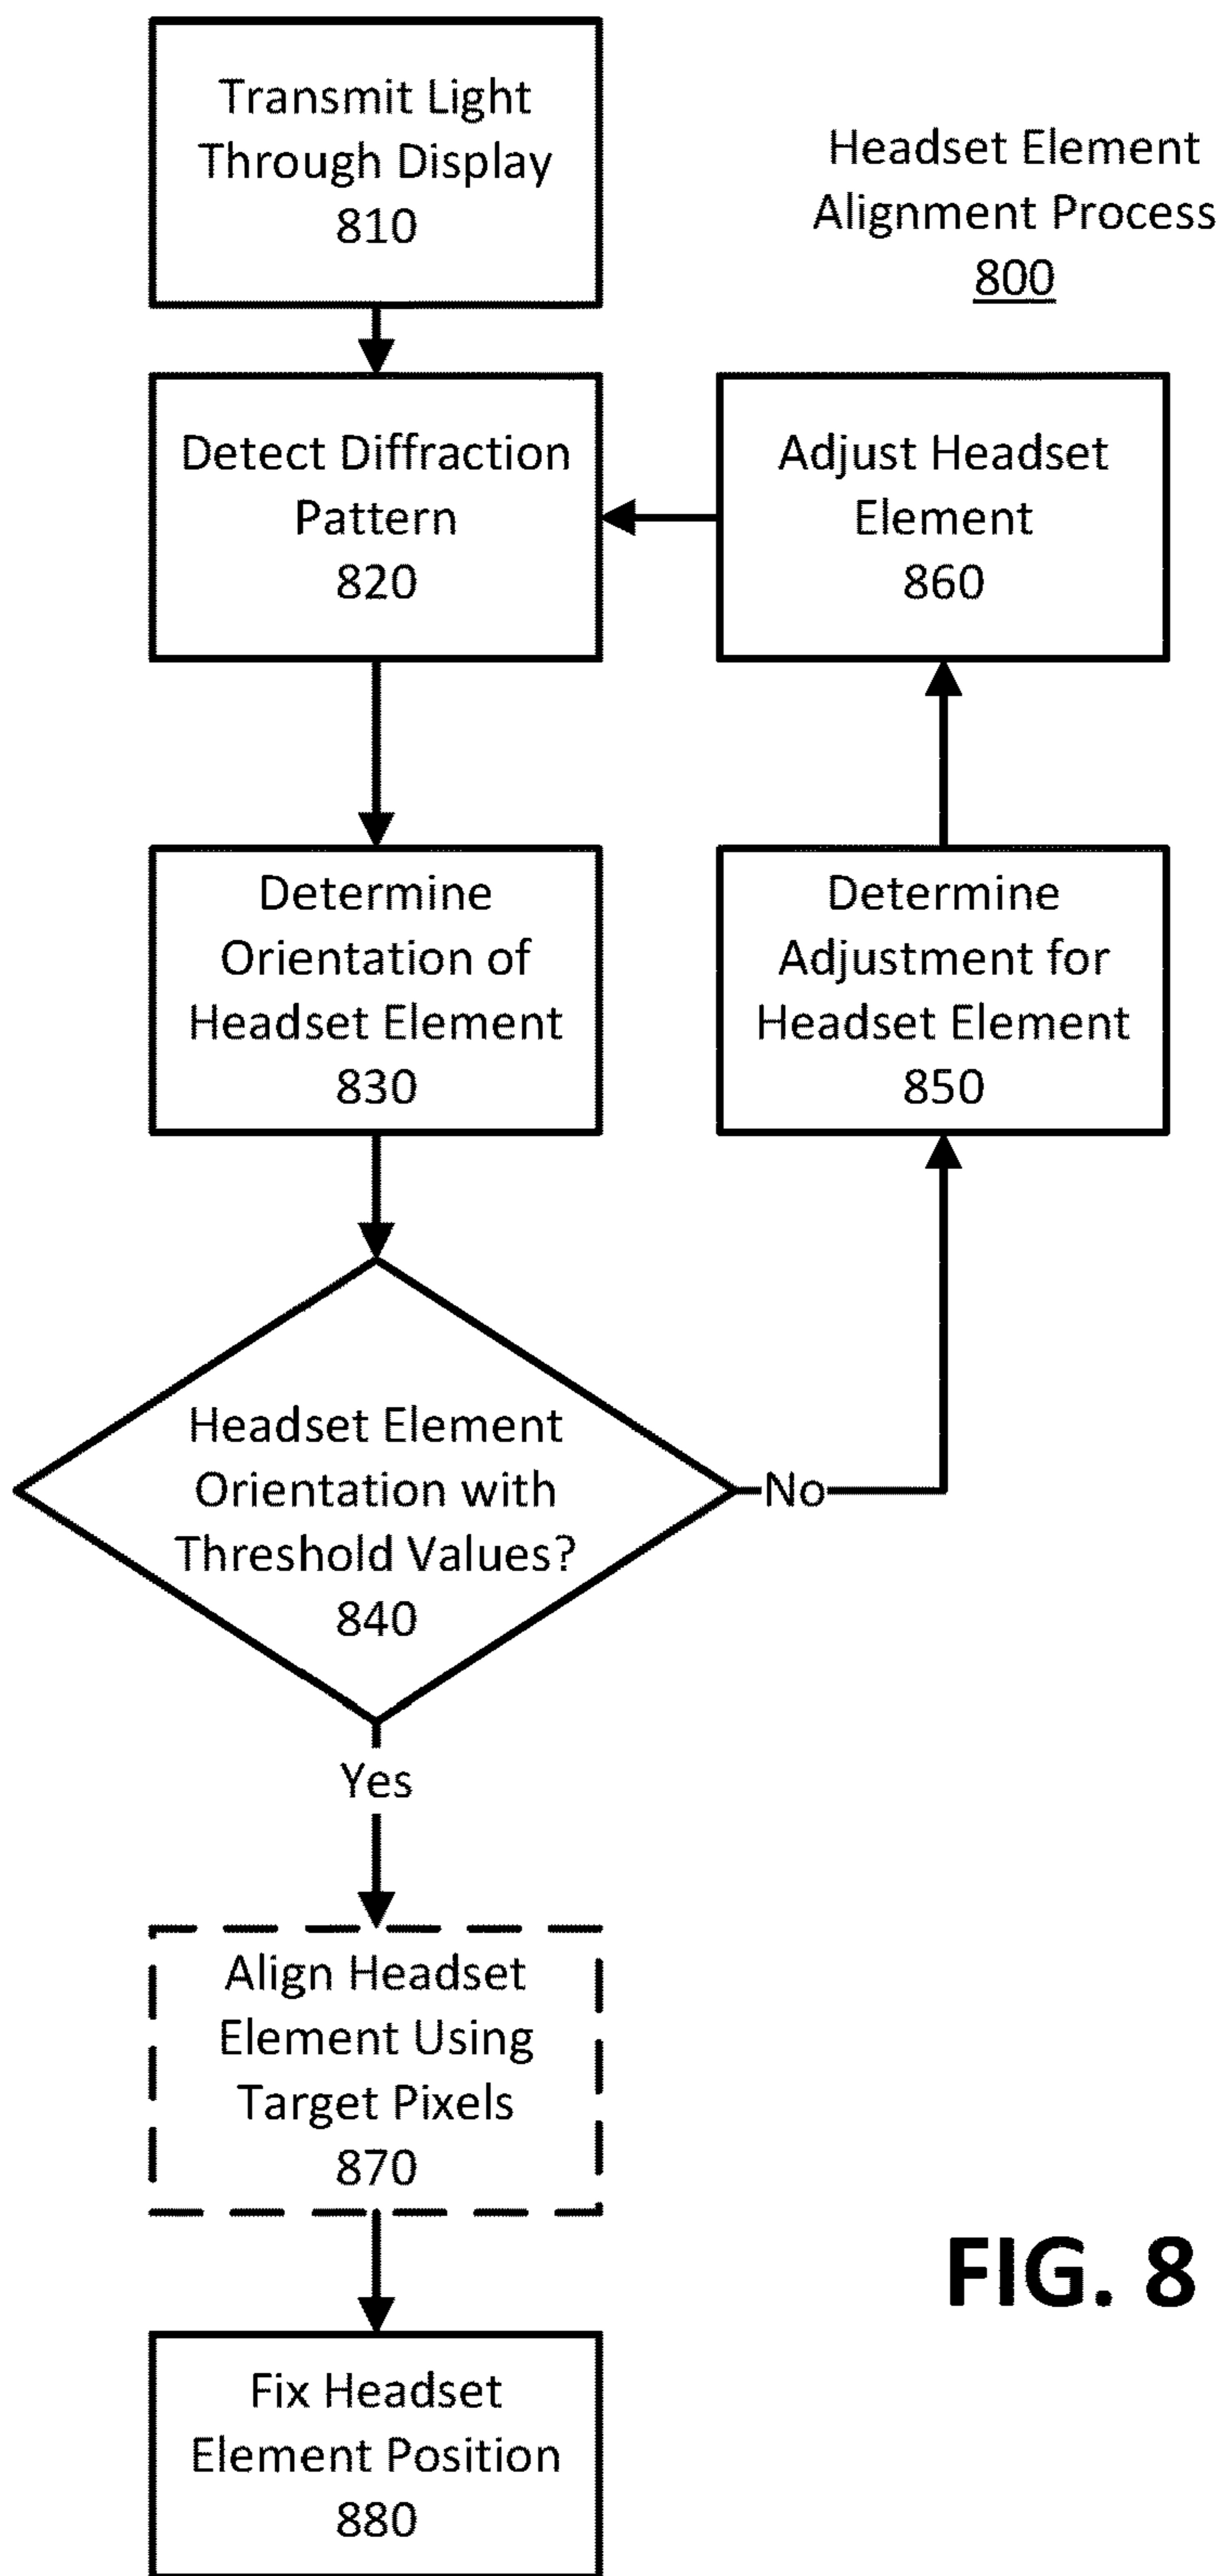 Transmit Light
Through Display
810
Headset Element
Alignment Process
800
Detect Diffraction
Pattern
820
Adjust Headset
Element
860
Determine
Orientation of
Headset Element
830
Determine
Adjustment for
Headset Element
850
Headset Element
Orientation with
Threshold Values?
840
No
Yes
Align Headset
Element Using
Target Pixels
870
Fix Headset
Element Position
880
FIG. 8